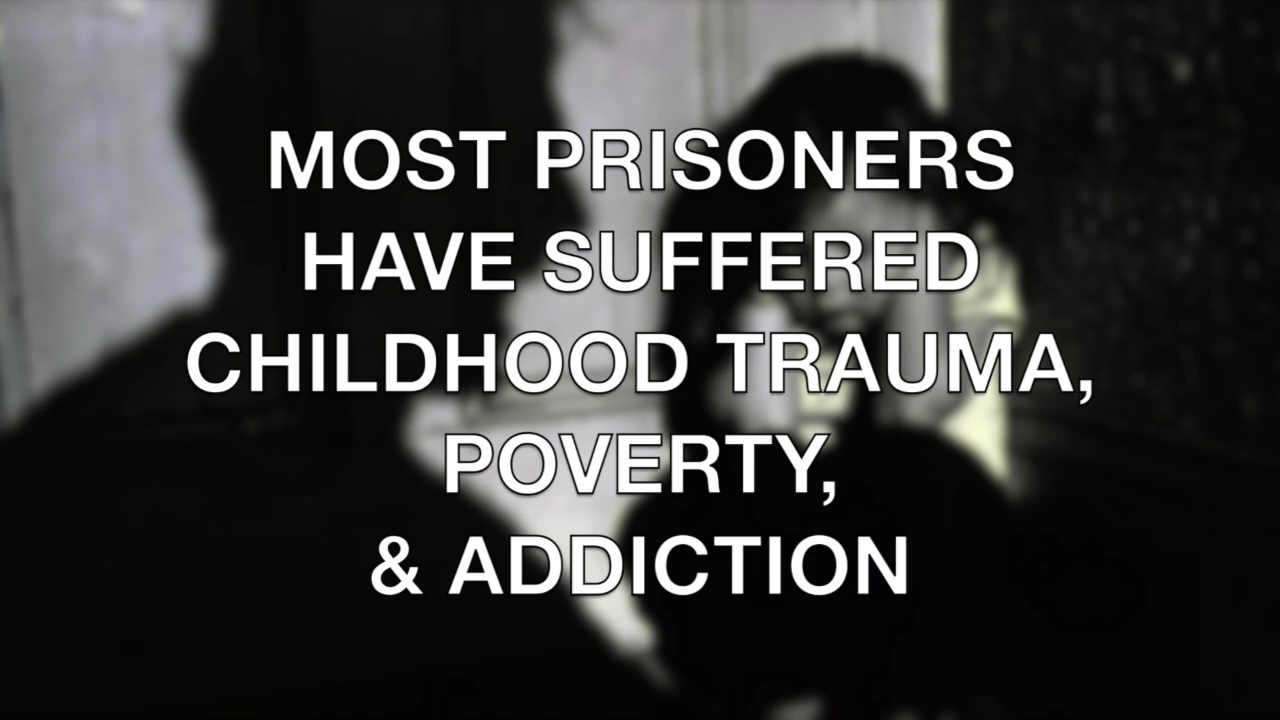 MOST PRISONERS
HAVE SUFFERED
CHILDHOOD TRAUMA,
POVERTY,
& ADDICTION